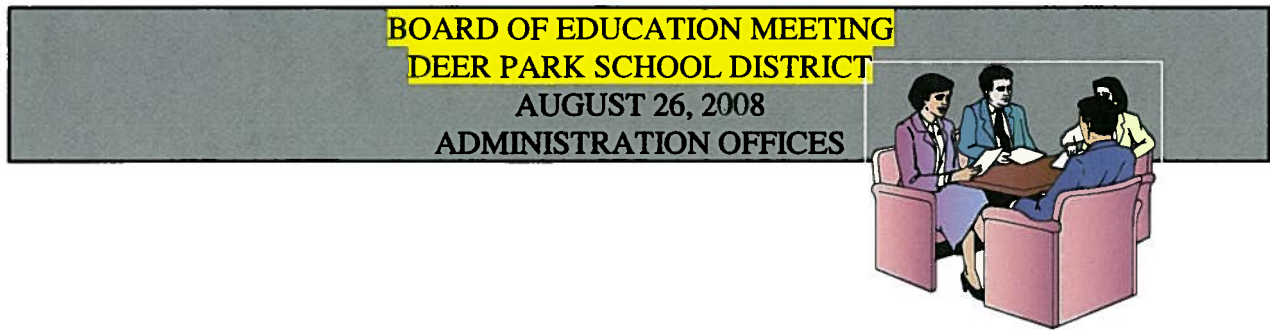 BOARD OF EDUCATION MEETING
DEER PARK SCHOOL DISTRICT
AUGUST 26, 2008
ADMINISTRATION OFFICES